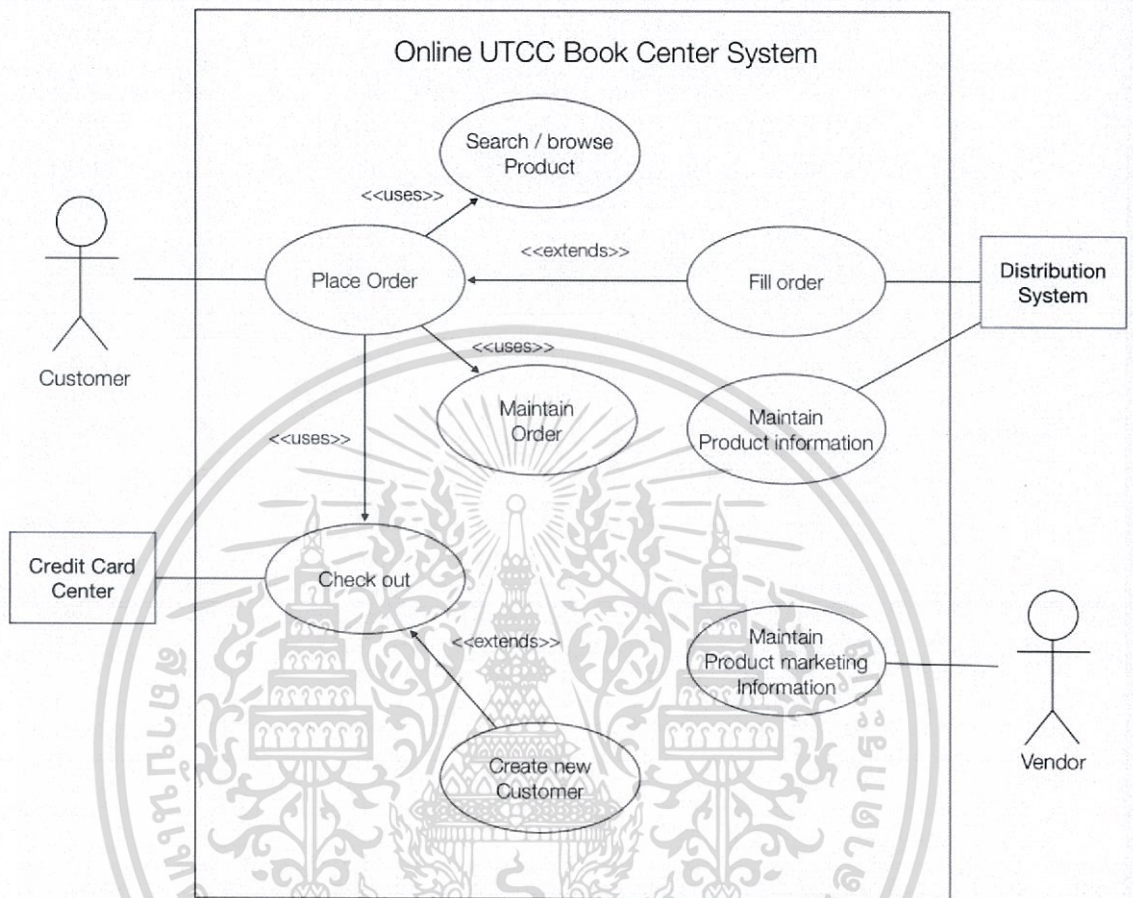 Online UTCC Book Center System
Search / browse
Product
<<uses>>
<<extends>>
Place Order
Fill order
Distribution
System
Customer
<<uses>>
Maintain
Order
Maintain
Product information
<<uses>>
Credit Card
Center
Check out
<<extends>>
Maintain
Product marketing
Information
Create new
Customer
Vendor